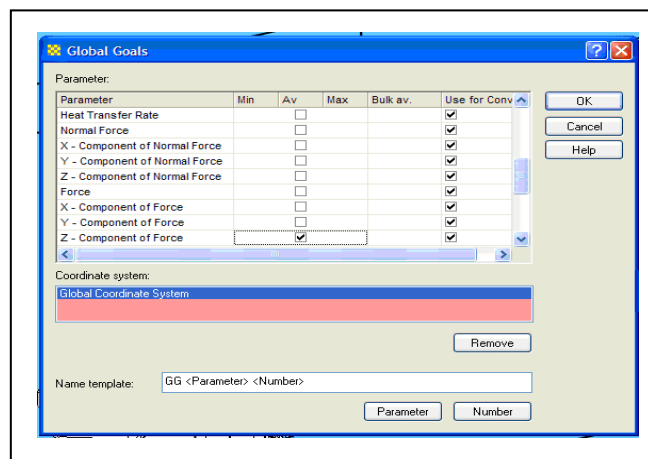 Global Goals
Parameter:
Parameter Min Av Max Bulk av. Use for Conv
Heat Transfer Rate
Normal Force
X - Component of Normal Force
Y - Component of Normal Force
Z - Component of Normal Force
Force
X - Component of Force
Y - Component of Force
Z - Component of Force
OK
Cancel
Help
Coordinate system:
Global Coordinate System
Remove
Name template: GG <Parameter> <Number>
Parameter Number